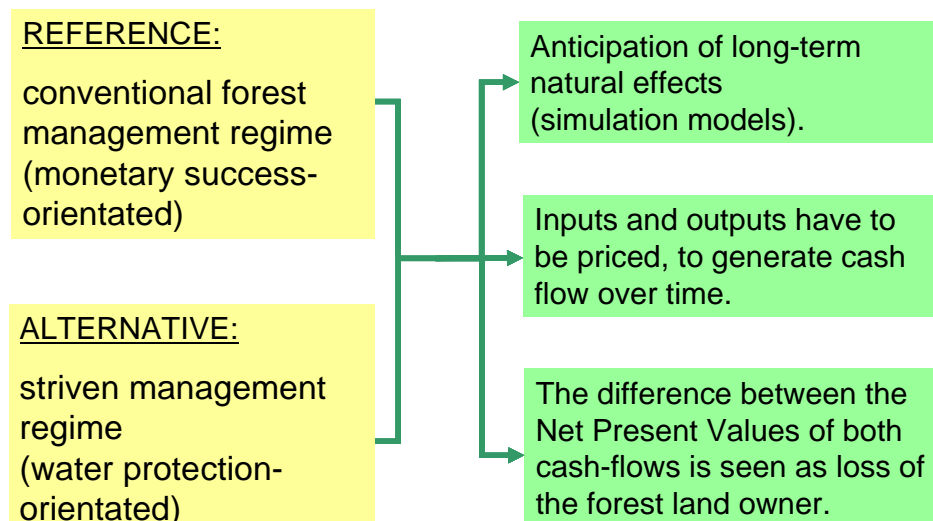 REFERENCE:
conventional forest
management regime
(monetary success-
orientated)
ALTERNATIVE:
striven management
regime
(water protection-
orientated)
Anticipation of long-term
natural effects
(simulation models).
Inputs and outputs have to
be priced, to generate cash
flow over time.
The difference between the
Net Present Values of both
cash-flows is seen as loss of
the forest land owner.